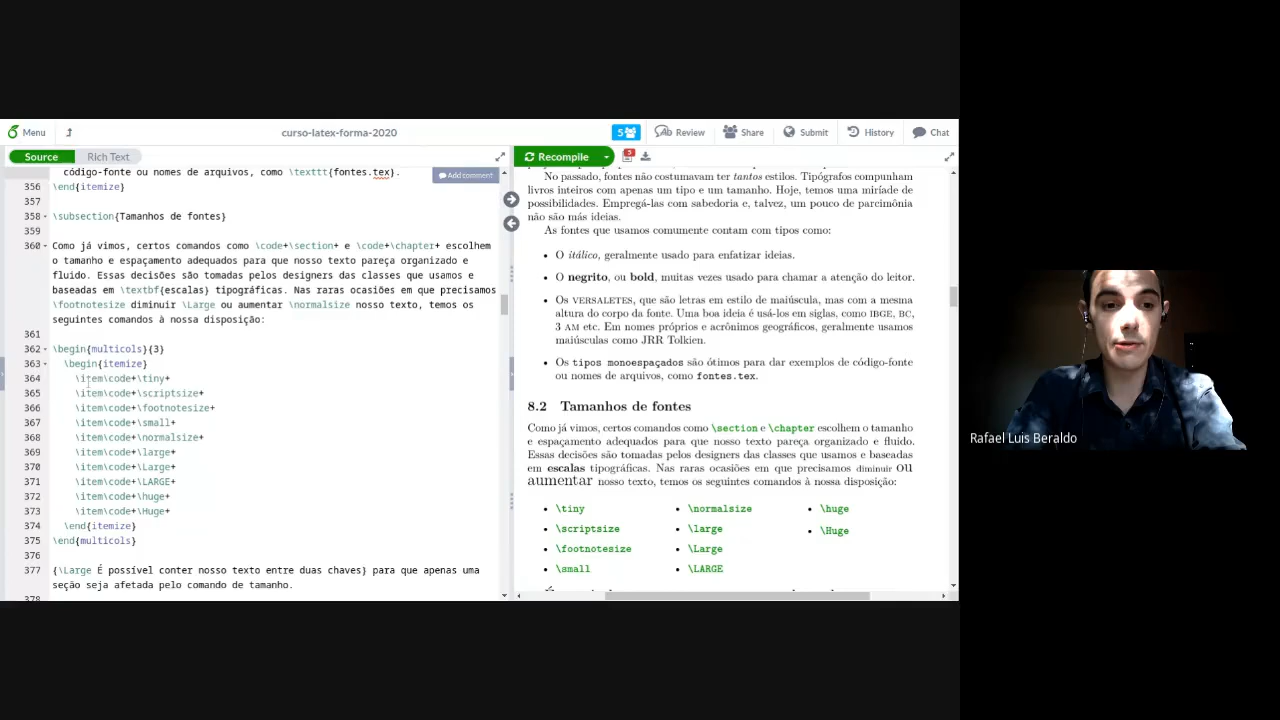 Menu
curso-latex-forma-2020
5
Review
Share
Submit
History
Chat
Source
Rich Text
Recompile
código-fonte ou nomes de arquivos, como \texttt{fontes.tex}.
Add comment
356 \end{itemize}
357
358 \subsection{Tamanhos de fontes}
359
360 Como já vimos, certos comandos como \code+\section+ e \code+\chapter+ escolhem
o tamanho e espaçamento adequados para que nosso texto pareça organizado e
fluido. Essas decisões são tomadas pelos designers das classes que usamos e
baseadas em \textbf{escalas} tipográficas. Nas raras ocasiões em que precisamos
\footnotesize diminuir \Large ou aumentar \normalsize nosso texto, temos os
seguintes comandos à nossa disposição:
361
362 \begin{multicols}{3}
363 \begin{itemize}
364 \item\code+\tiny+
365 \item\code+\scriptsize+
366 \item\code+\footnotesize+
367 \item\code+\small+
368 \item\code+\normalsize+
369 \item\code+\large+
370 \item\code+\Large+
371 \item\code+\LARGE+
372 \item\code+\huge+
373 \item\code+\Huge+
374 \end{itemize}
375 \end{multicols}
376
377 {\Large É possível conter nosso texto entre duas chaves} para que apenas uma
seção seja afetada pelo comando de tamanho.
378
No passado, fontes não costumavam ter tantos estilos. Tipógrafos compunham
livros inteiros com apenas um tipo e um tamanho. Hoje, temos uma miríade de
possibilidades. Empregá-las com sabedoria e, talvez, um pouco de parcimônia
não são más ideias.
As fontes que usamos comumente contam com tipos como:
• O itálico, geralmente usado para enfatizar ideias.
• O negrito, ou bold, muitas vezes usado para chamar a atenção do leitor.
• Os VERSALETES, que são letras em estilo de maiúscula, mas com a mesma
altura do corpo da fonte. Uma boa ideia é usá-los em siglas, como IBGE, BC,
3 AM etc. Em nomes próprios e acrônimos geográficos, geralmente usamos
maiúsculas como JRR Tolkien.
• Os tipos monoespaçados são ótimos para dar exemplos de código-fonte
ou nomes de arquivos, como fontes.tex.
8.2 Tamanhos de fontes
Como já vimos, certos comandos como \section e \chapter escolhem o tamanho
e espaçamento adequados para que nosso texto pareça organizado e fluido.
Essas decisões são tomadas pelos designers das classes que usamos e baseadas
em escalas tipográficas. Nas raras ocasiões em que precisamos diminuir ou
aumentar nosso texto, temos os seguintes comandos à nossa disposição:
• \tiny
• \scriptsize
• \footnotesize
• \small
• \normalsize
• \large
• \Large
• \LARGE
• \huge
• \Huge
Rafael Luis Beraldo